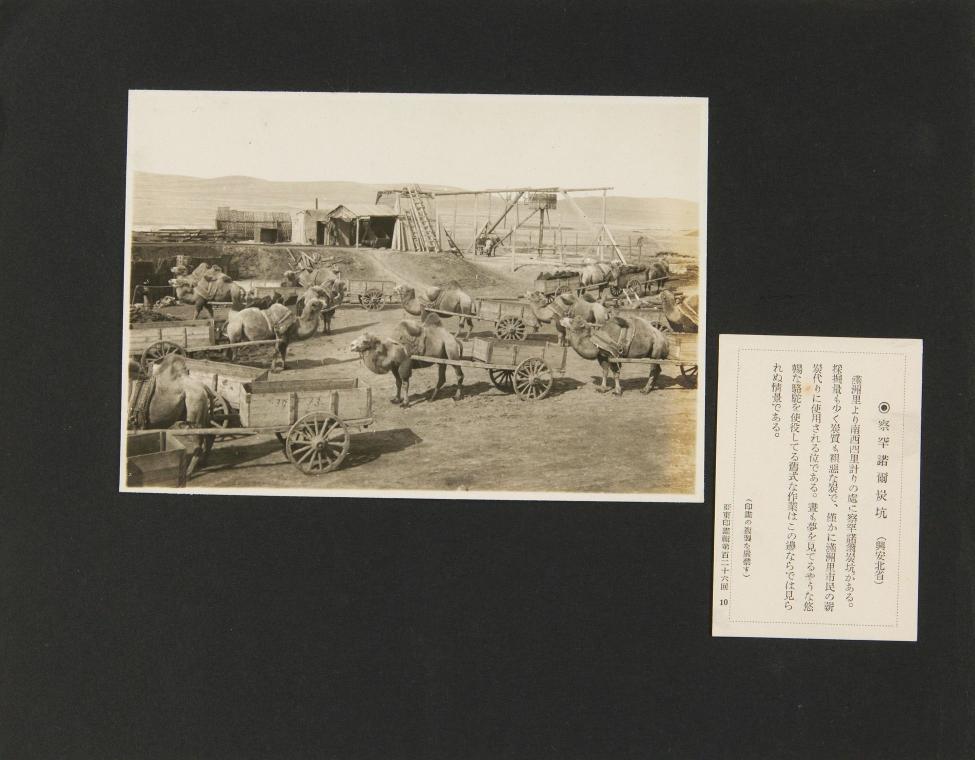 ◉察罕諾爾炭坑 (興安北省)
滿洲里より南西四里計りの處に察罕諾爾炭坑がある。
採掘量も少く炭質も粗惡な炭で、僅かに滿洲里市民の薪
炭代りに使用される位である。晝も夢を見てるやうな悠
暢な駱駝を使役してる舊式な作業はこの邊ならでは見ら
れぬ情景である。
(印畫の複製を嚴禁す)
亞東印畫輯第百二十六回 10
73